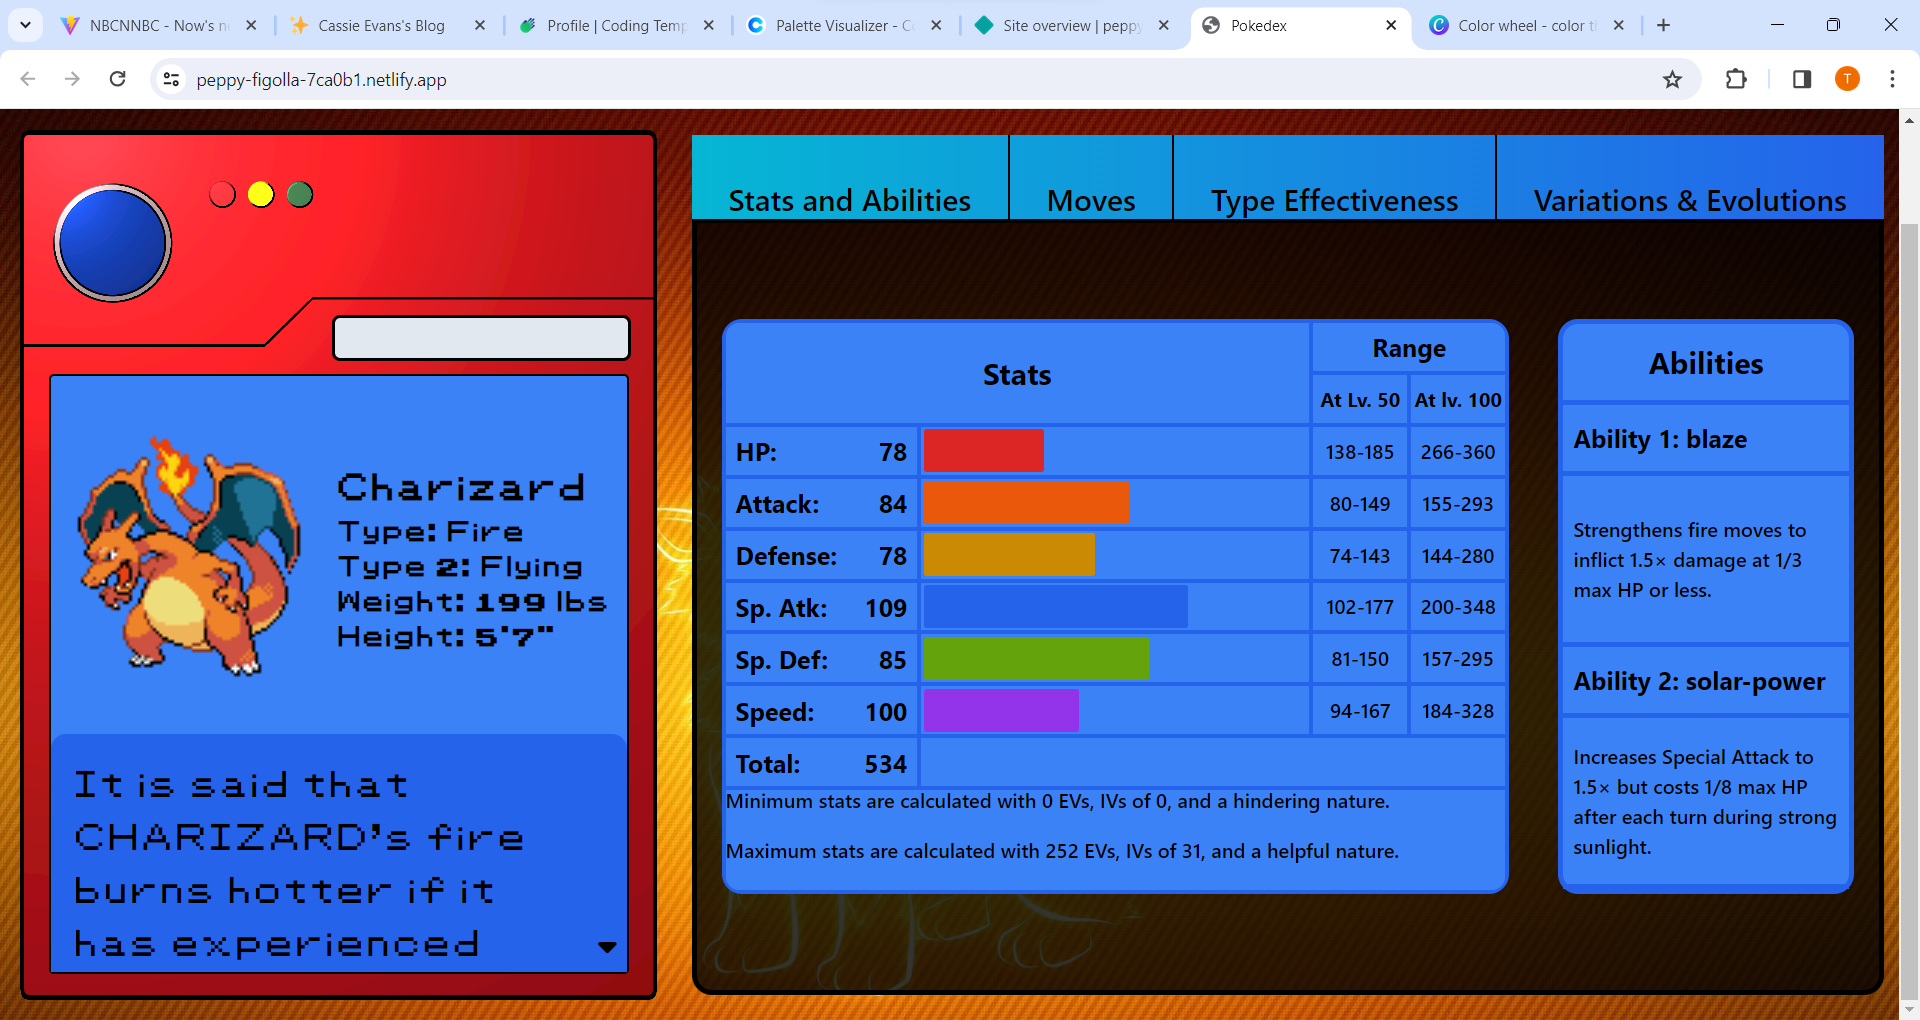 NBCNNBC - Now's n
Cassie Evans's Blog
Profile | Coding Temp
Palette Visualizer - Co
Site overview | peppy
Pokedex
Color wheel - color th
peppy-figolla-7ca0b1.netlify.app
T
Stats and Abilities
Moves
Type Effectiveness
Variations & Evolutions
Charizard
Type: Fire
Type 2: Flying
Weight: 199 lbs
Height: 5'7"
It is said that
CHARIZARD's fire
burns hotter if it
has experienced
Stats
Range
At Lv. 50 At lv. 100
HP: 78 138-185 266-360
Attack: 84 80-149 155-293
Defense: 78 74-143 144-280
Sp. Atk: 109 102-177 200-348
Sp. Def: 85 81-150 157-295
Speed: 100 94-167 184-328
Total: 534
Minimum stats are calculated with 0 EVs, IVs of 0, and a hindering nature.
Maximum stats are calculated with 252 EVs, IVs of 31, and a helpful nature.
Abilities
Ability 1: blaze
Strengthens fire moves to
inflict 1.5× damage at 1/3
max HP or less.
Ability 2: solar-power
Increases Special Attack to
1.5× but costs 1/8 max HP
after each turn during strong
sunlight.